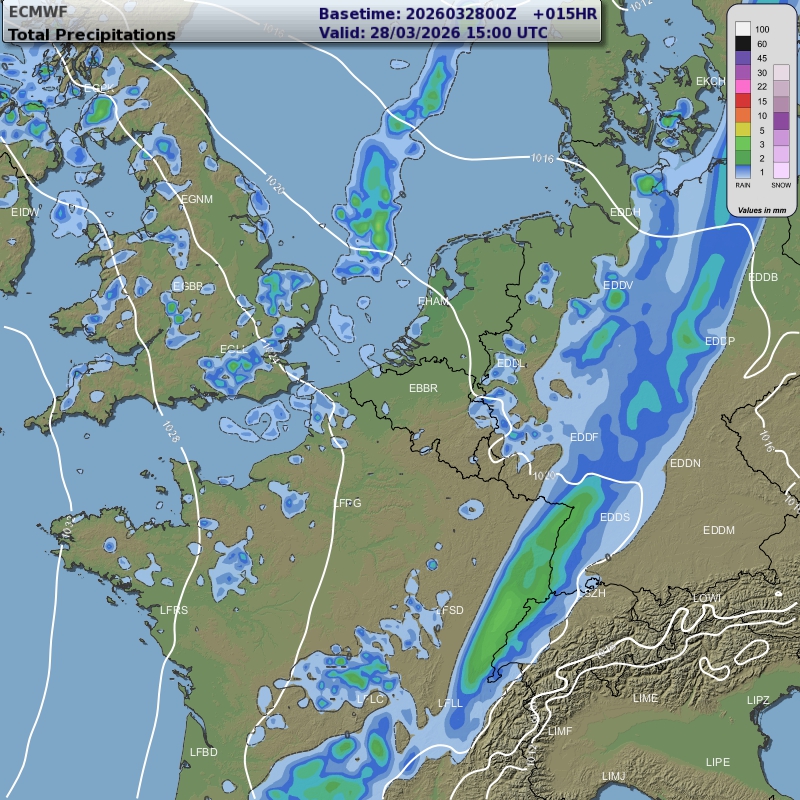 ECMWF
Basetime: 2026032800Z +015HR
Total Precipitations
Valid: 28/03/2026 15:00 UTC
1016
1012
100
60
45
30
22
15
10
5
3
2
1
RAIN
SNOW
Values in mm
EKCH
1016
1020
EGNM
EIDW
EDDH
EGBB
EHAM
EDDV
EDDB
EGLL
EDDP
EDDL
EBBR
1028
EDDF
1016
EDDN
1020
LFPG
EDDS
EDDM
LSZH
LOWI
LFRS
LFSD
LFLC
LFLL
LIME
LIPZ
LIMF
LFBD
LIPE
LIMJ